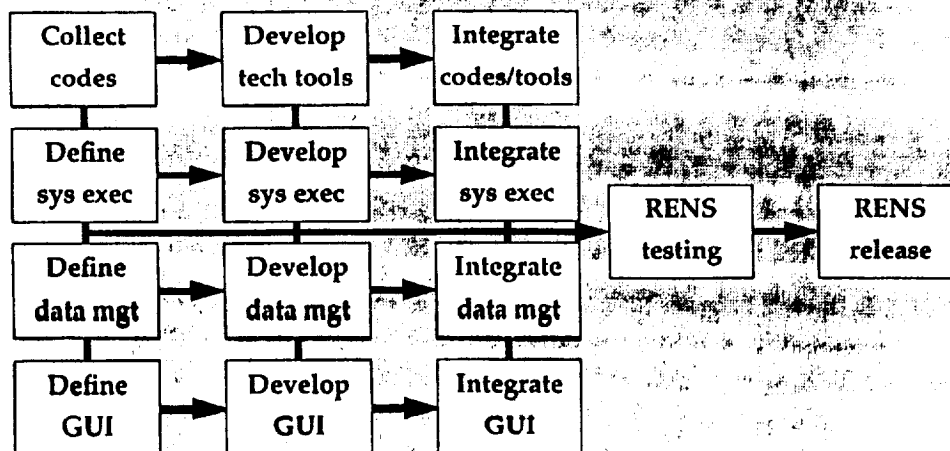 Collect
codes
Develop
tech tools
Integrate
codes/tools
Define
sys exec
Develop
sys exec
Integrate
sys exec
RENS
testing
RENS
release
Define
data mgt
Develop
data mgt
Integrate
data mgt
Define
GUI
Develop
GUI
Integrate
GUI